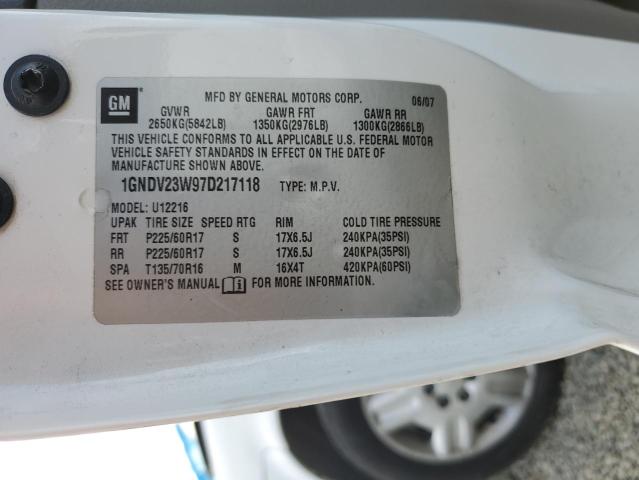 MFD BY GENERAL MOTORS CORP. 06/07
GM
GVWR GAWR FRT GAWR RR
2650KG(5842LB) 1350KG(2976LB) 1300KG(2866LB)
THIS VEHICLE CONFORMS TO ALL APPLICABLE U.S. FEDERAL MOTOR
VEHICLE SAFETY STANDARDS IN EFFECT ON THE DATE OF
MANUFACTURE SHOWN ABOVE.
1GNDV23W97D217118 TYPE: M.P.V.
MODEL: U12216
UPAK TIRE SIZE SPEED RTG RIM COLD TIRE PRESSURE
FRT P225/60R17 S 17X6.5J 240KPA(35PSI)
RR P225/60R17 S 17X6.5J 240KPA(35PSI)
SPA T135/70R16 M 16X4T 420KPA(60PSI)
SEE OWNER'S MANUAL FOR MORE INFORMATION.